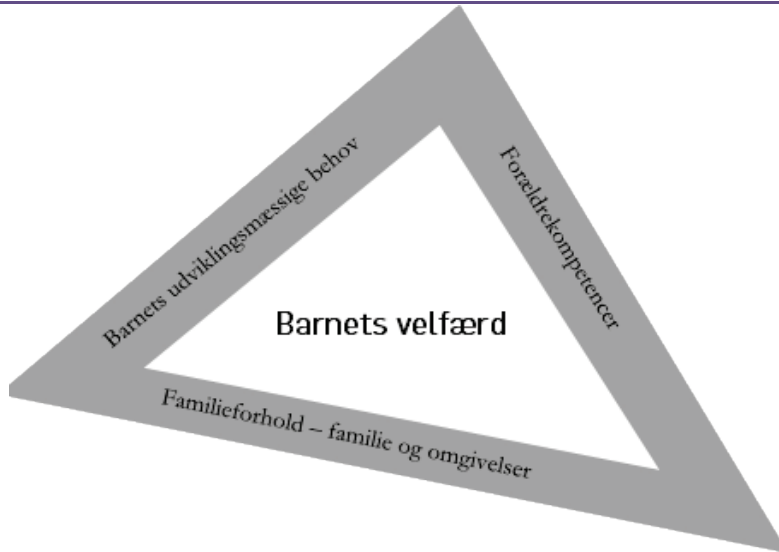 Barnets udviklingsmæssige behov
Forældrekompetencer
Barnets velfærd
Familieforhold – familie og omgivelser